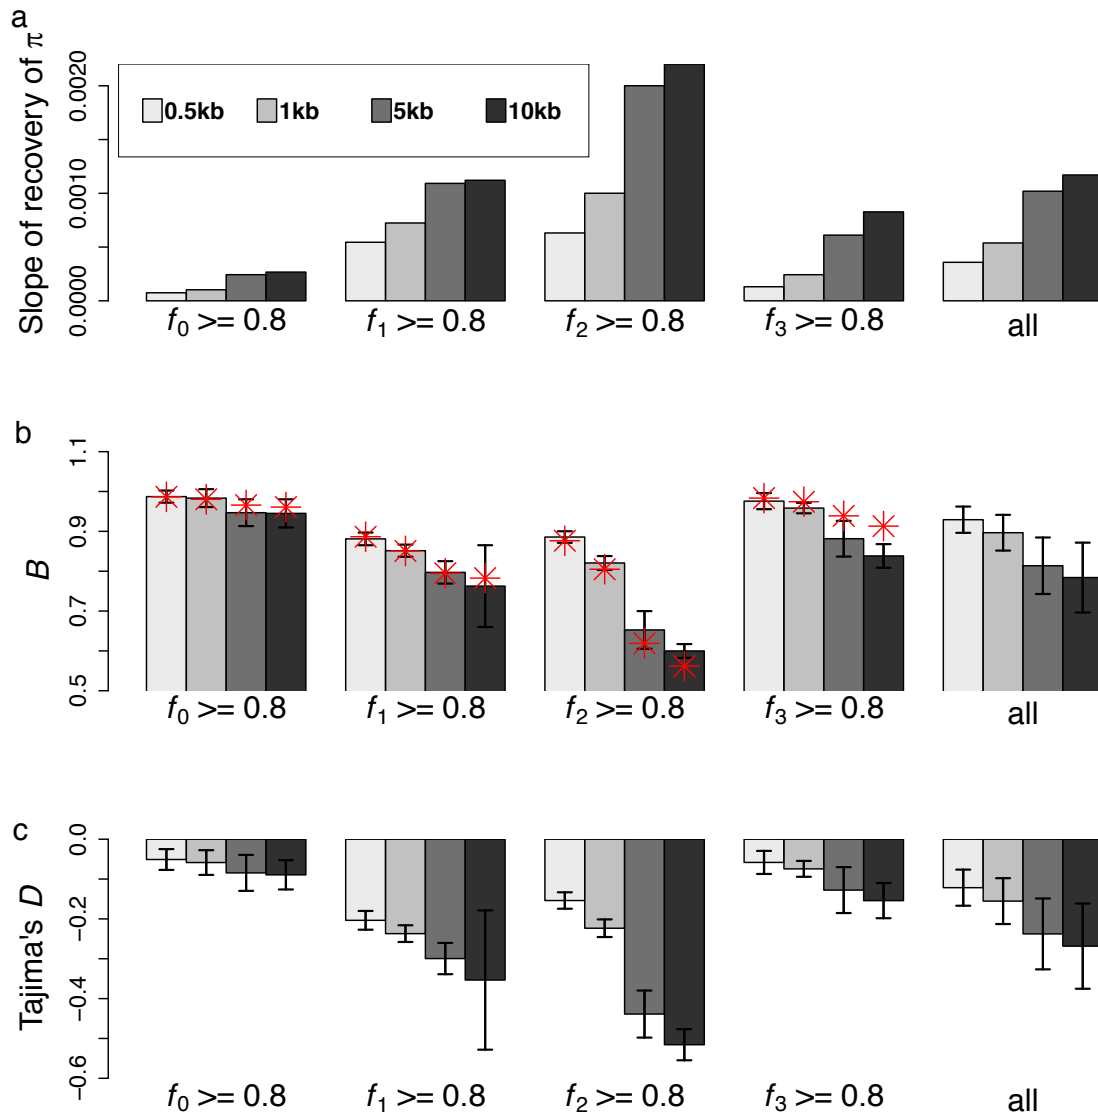 a
Slope of recovery of π
0.0020
0.0010
0.0000
0.5kb 1kb 5kb 10kb
f0 >= 0.8 f1 >= 0.8 f2 >= 0.8 f3 >= 0.8 all
b
B
1.1
0.9
0.7
0.5
f0 >= 0.8 f1 >= 0.8 f2 >= 0.8 f3 >= 0.8 all
c
Tajima's D
0.0
−0.2
−0.4
−0.6
f0 >= 0.8 f1 >= 0.8 f2 >= 0.8 f3 >= 0.8 all